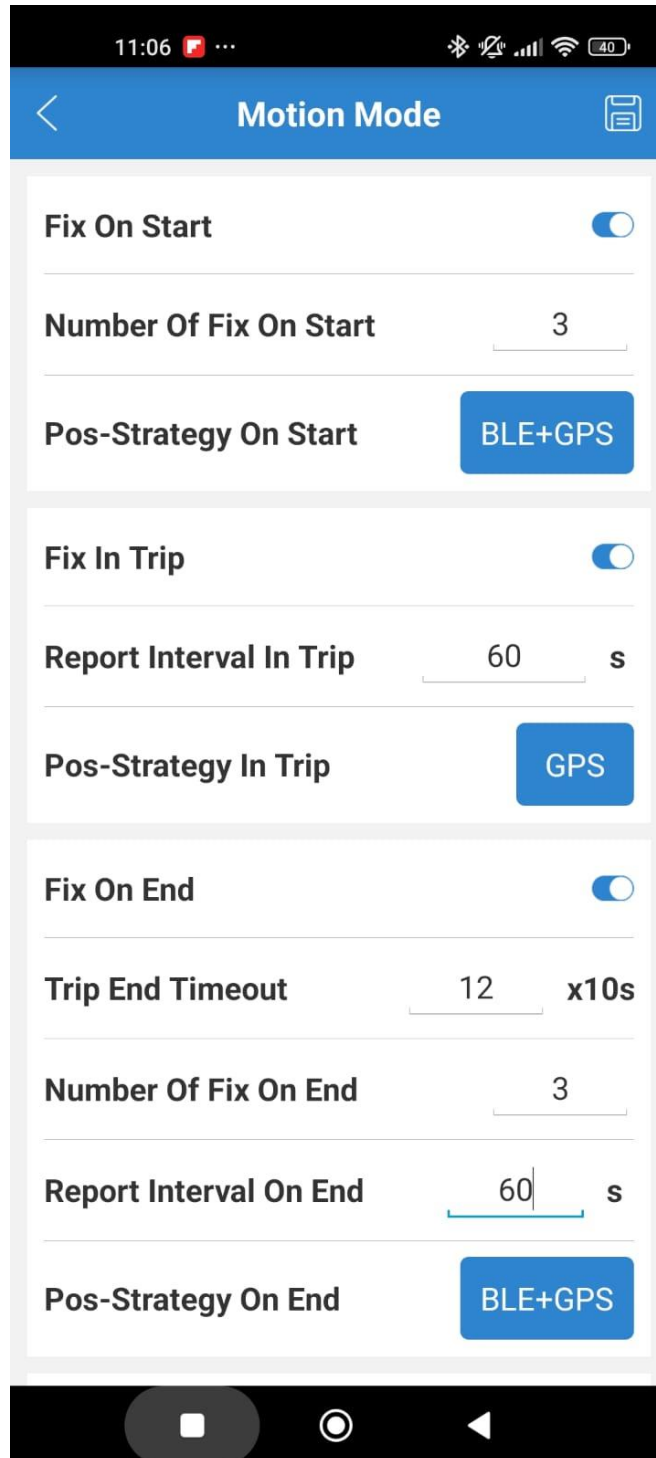 11:06 ...
40
Motion Mode
Fix On Start
Number Of Fix On Start 3
Pos-Strategy On Start BLE+GPS
Fix In Trip
Report Interval In Trip 60 s
Pos-Strategy In Trip GPS
Fix On End
Trip End Timeout 12 x10s
Number Of Fix On End 3
Report Interval On End 60 s
Pos-Strategy On End BLE+GPS